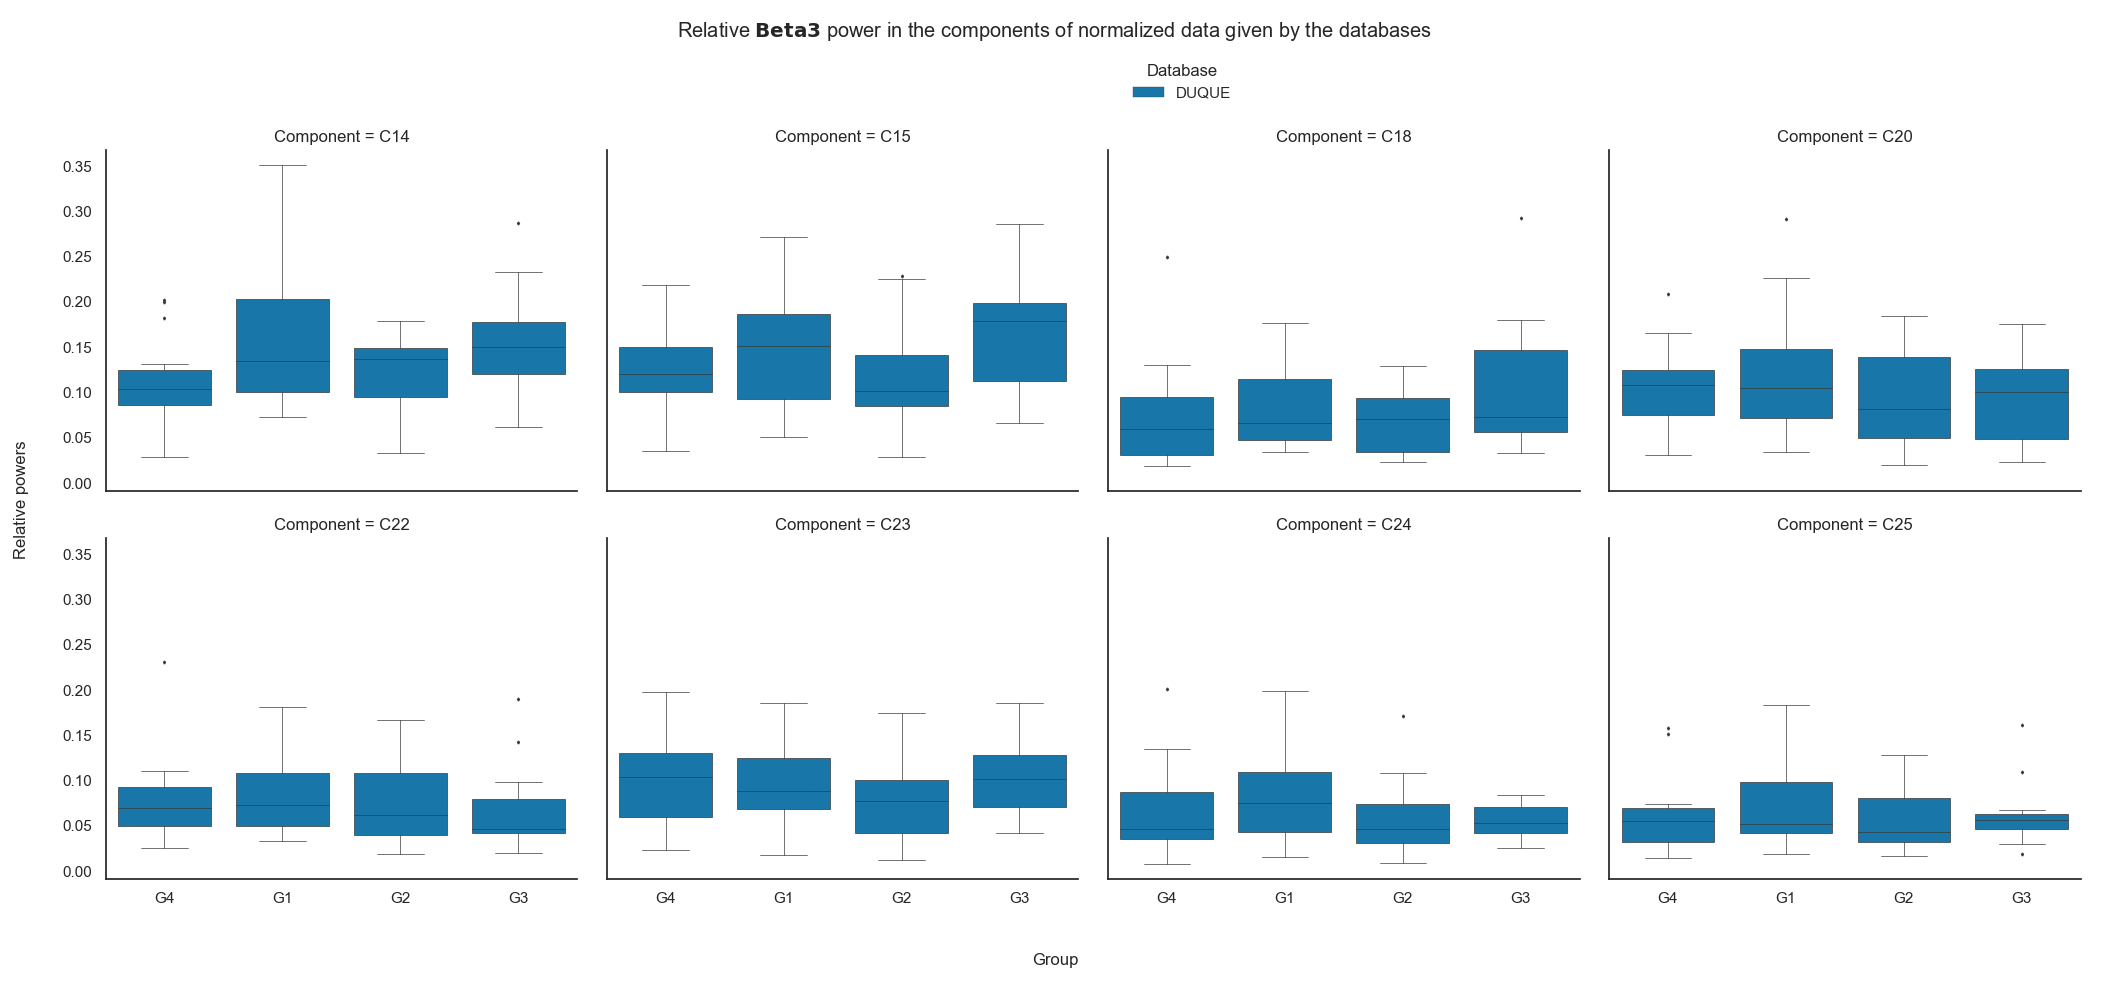 Relative Beta3 power in the components of normalized data given by the databases
Database
DUQUE
Component = C14
Component = C15
Component = C18
Component = C20
0.35
0.30
0.25
0.20
0.15
0.10
0.05
0.00
Relative powers
Component = C22
Component = C23
Component = C24
Component = C25
0.35
0.30
0.25
0.20
0.15
0.10
0.05
0.00
G4 G1 G2 G3
G4 G1 G2 G3
G4 G1 G2 G3
G4 G1 G2 G3
Group